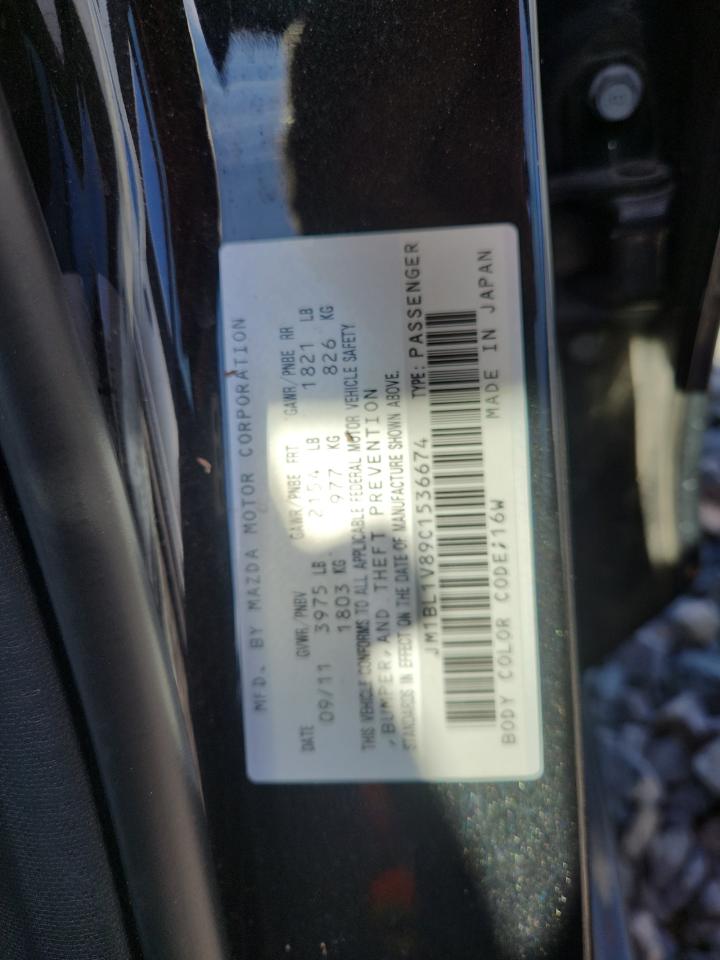 MFD. BY MAZDA MOTOR CORPORATION
DATE GVWR/PNBV GAWR/PNBE FRT GAWR/PNBE RR
09/11 3975 LB 2154 LB 1821 LB
1803 KG 977 KG 826 KG
THIS VEHICLE CONFORMS TO ALL APPLICABLE FEDERAL MOTOR VEHICLE SAFETY
,BUMPER, AND THEFT PREVENTION
STANDARDS IN EFFECT ON THE DATE OF MANUFACTURE SHOWN ABOVE.
JM1BL1V89C1536674 TYPE: PASSENGER
BODY COLOR CODE;16W MADE IN JAPAN